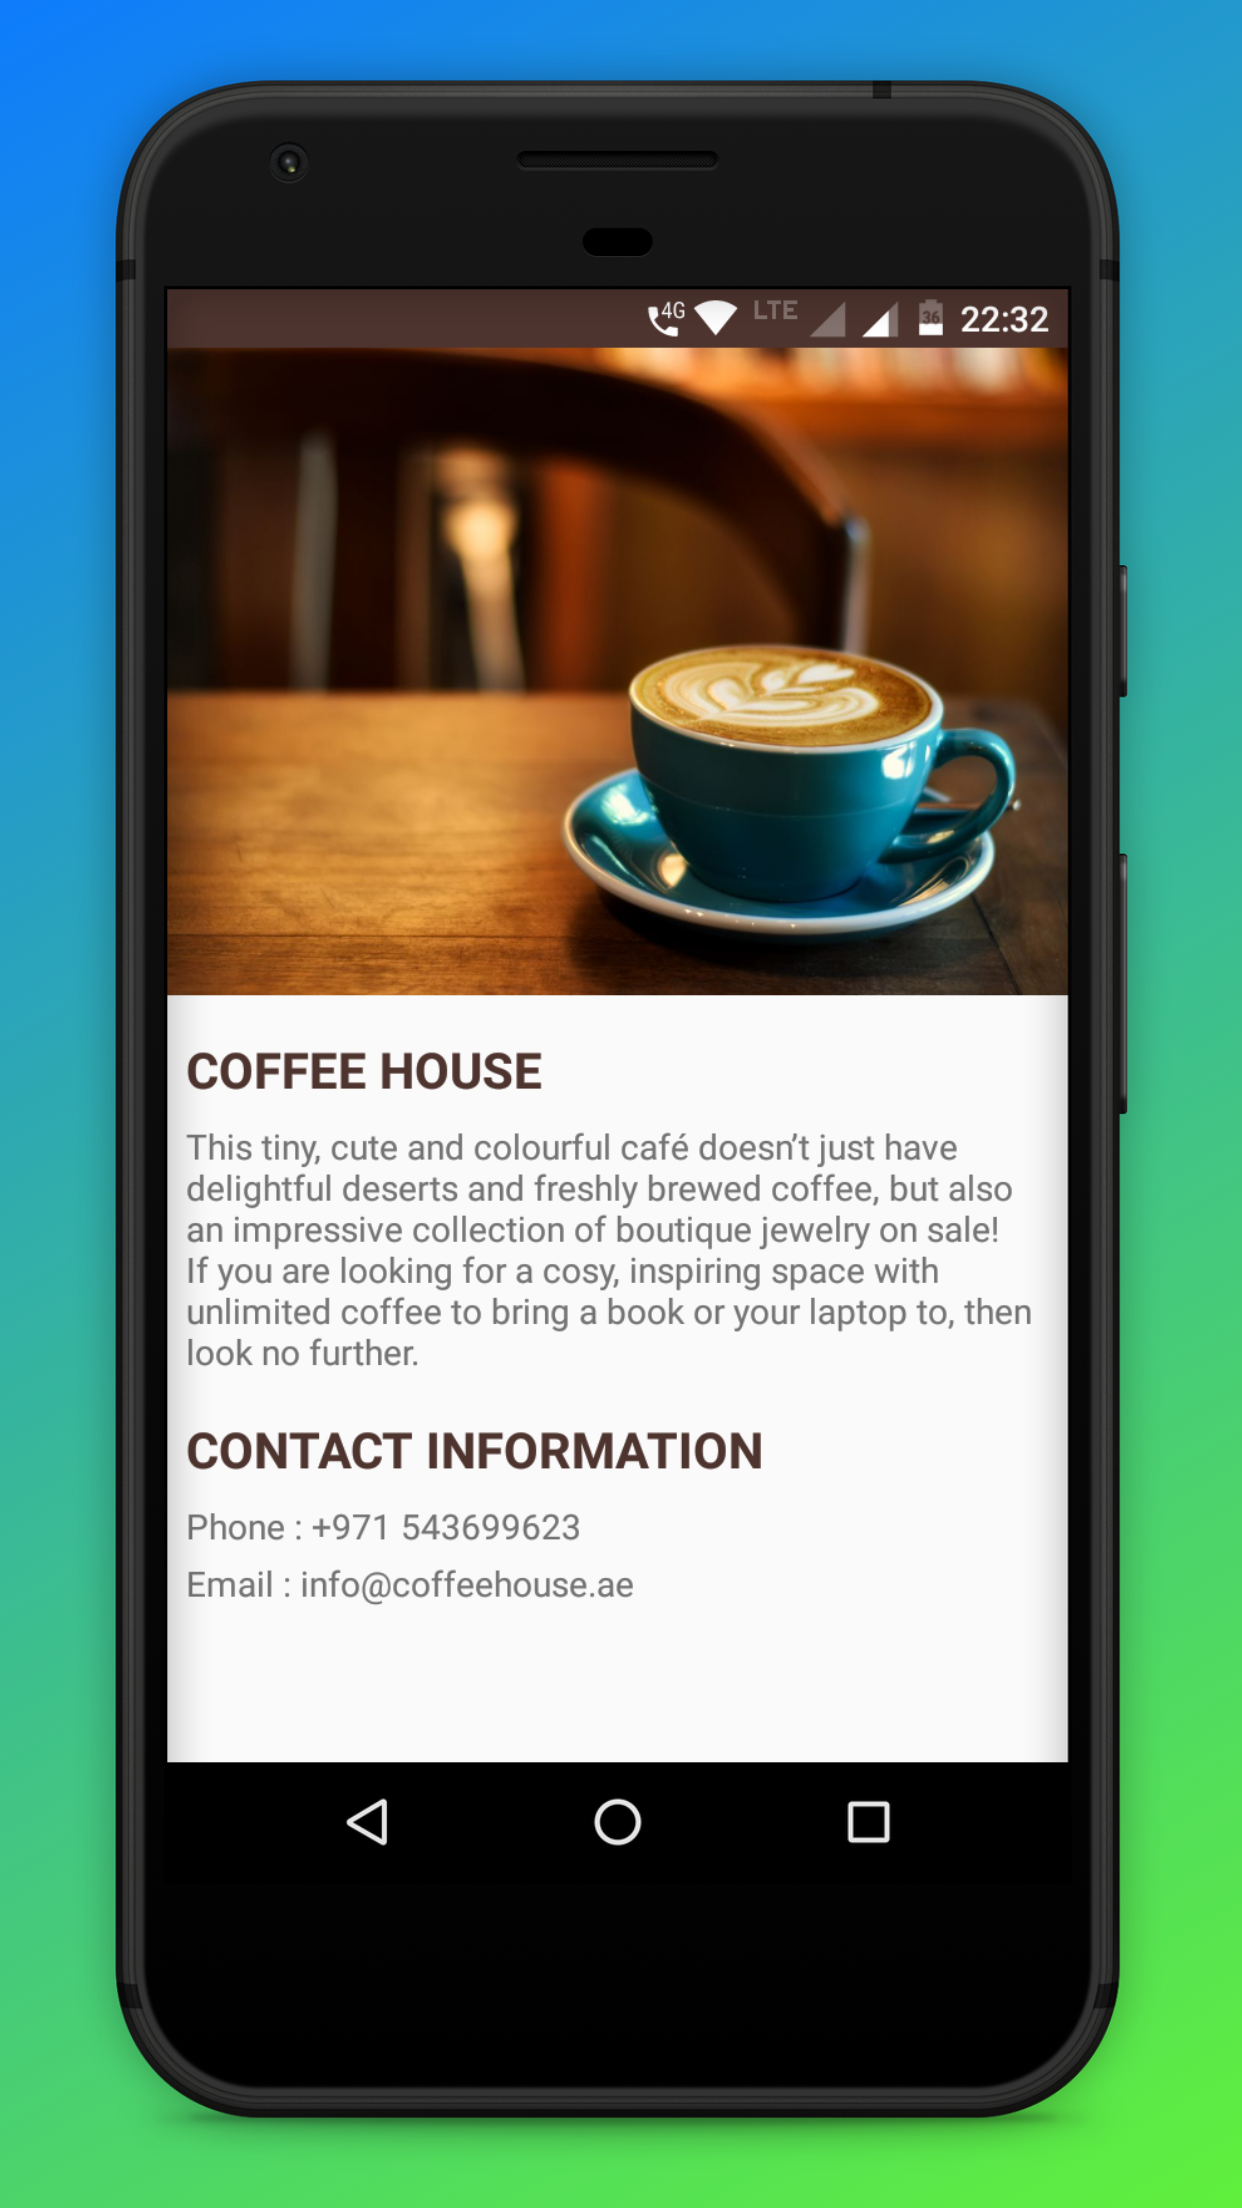 4G LTE 36 22:32
COFFEE HOUSE
This tiny, cute and colourful café doesn’t just have
delightful deserts and freshly brewed coffee, but also
an impressive collection of boutique jewelry on sale!
If you are looking for a cosy, inspiring space with
unlimited coffee to bring a book or your laptop to, then
look no further.
CONTACT INFORMATION
Phone : +971 543699623
Email : info@coffeehouse.ae